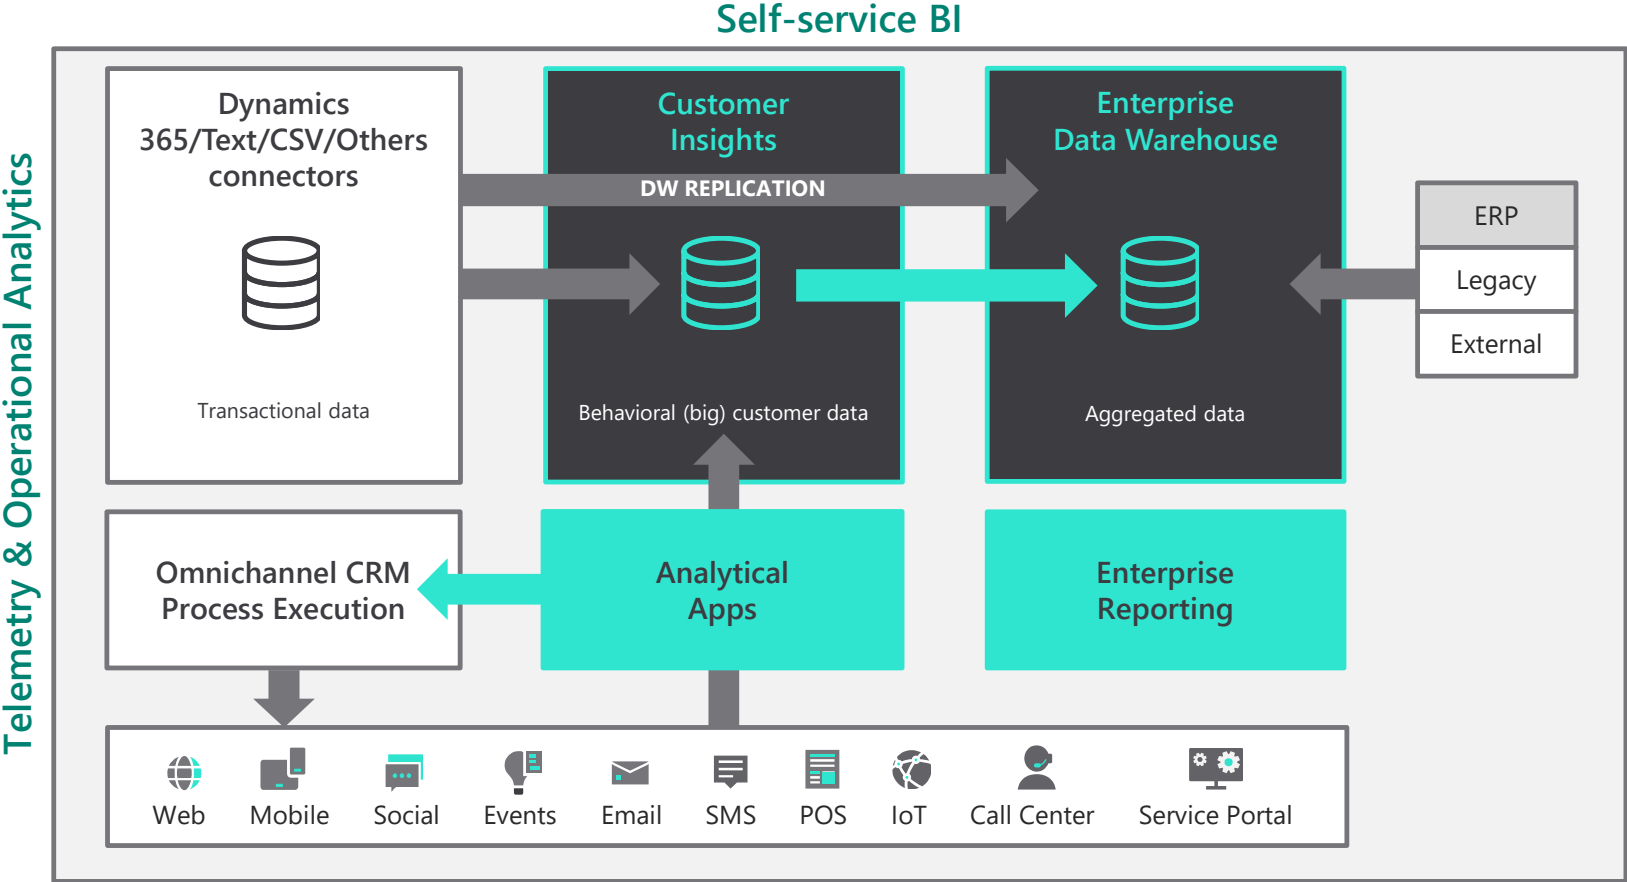 Self-service BI
Telemetry & Operational Analytics
Dynamics
365/Text/CSV/Others
connectors
Transactional data
Customer
Insights
DW REPLICATION
Behavioral (big) customer data
Enterprise
Data Warehouse
Aggregated data
ERP
Legacy
External
Omnichannel CRM
Process Execution
Analytical
Apps
Enterprise
Reporting
Web
Mobile
Social
Events
Email
SMS
POS
IoT
Call Center
Service Portal